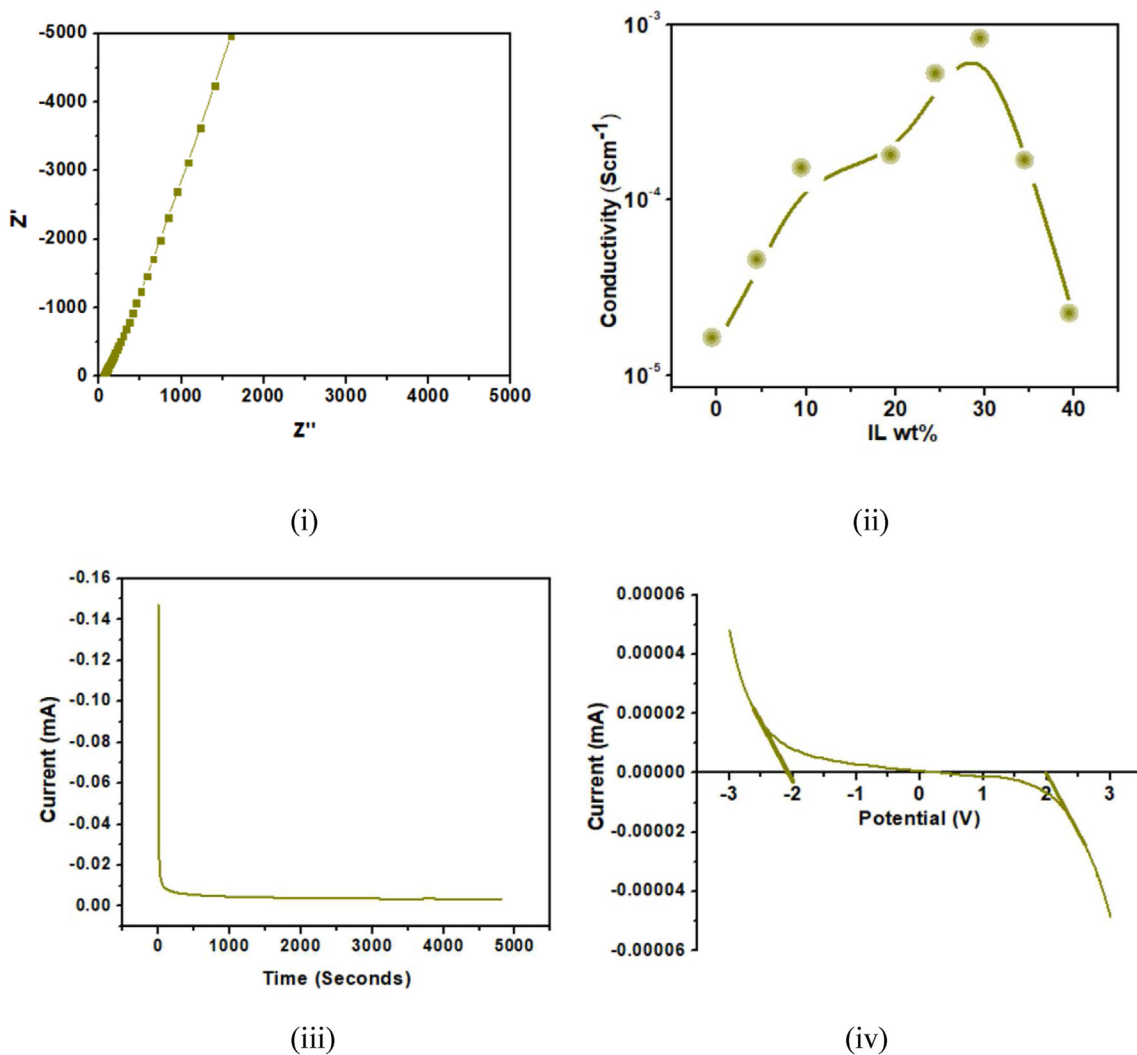 -5000
-4000
-3000
-2000
-1000
0
Z'
0 1000 2000 3000 4000 5000
Z''
(i)
10-3
10-4
10-5
Conductivity (Scm-1)
0 10 20 30 40
IL wt%
(ii)
-0.16
-0.14
-0.12
-0.10
-0.08
-0.06
-0.04
-0.02
0.00
Current (mA)
0 1000 2000 3000 4000 5000
Time (Seconds)
(iii)
0.00006
0.00004
0.00002
0.00000
-0.00002
-0.00004
-0.00006
Current (mA)
-3 -2 -1 0 1 2 3
Potential (V)
(iv)